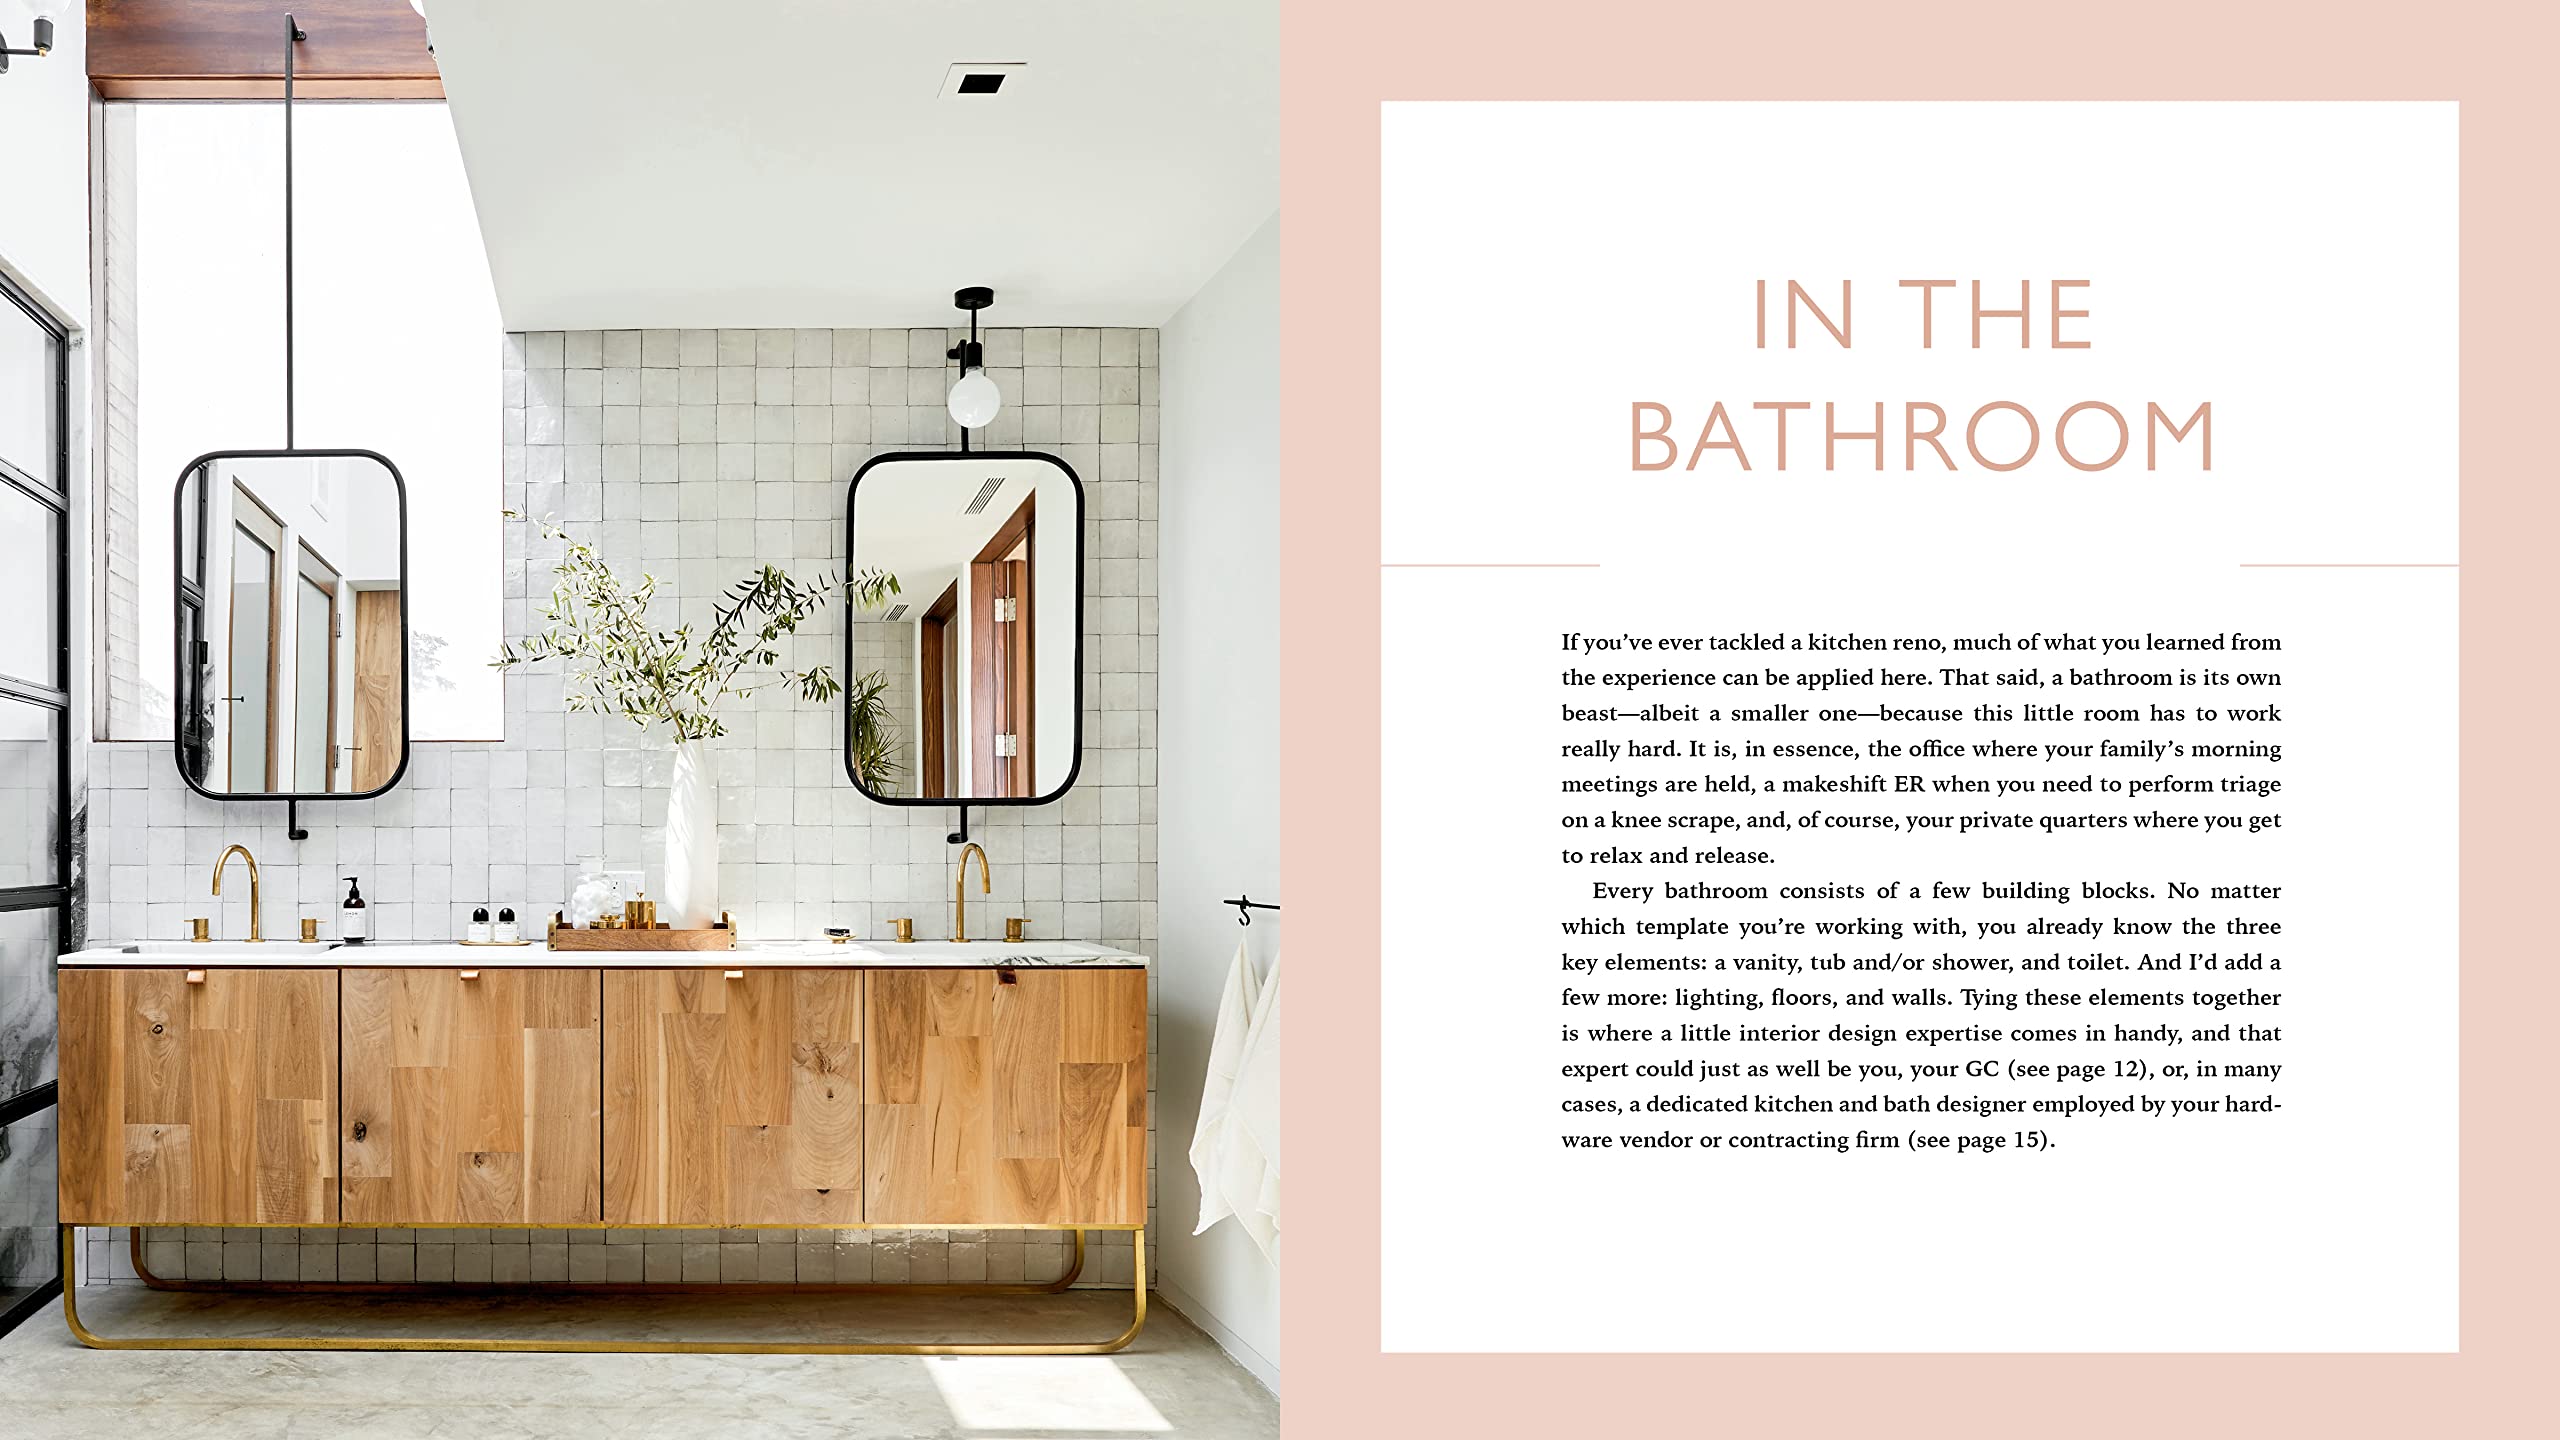 IN THE
BATHROOM
If you’ve ever tackled a kitchen reno, much of what you learned from
the experience can be applied here. That said, a bathroom is its own
beast—albeit a smaller one—because this little room has to work
really hard. It is, in essence, the office where your family’s morning
meetings are held, a makeshift ER when you need to perform triage
on a knee scrape, and, of course, your private quarters where you get
to relax and release.
Every bathroom consists of a few building blocks. No matter
which template you’re working with, you already know the three
key elements: a vanity, tub and/or shower, and toilet. And I’d add a
few more: lighting, floors, and walls. Tying these elements together
is where a little interior design expertise comes in handy, and that
expert could just as well be you, your GC (see page 12), or, in many
cases, a dedicated kitchen and bath designer employed by your hard-
ware vendor or contracting firm (see page 15).